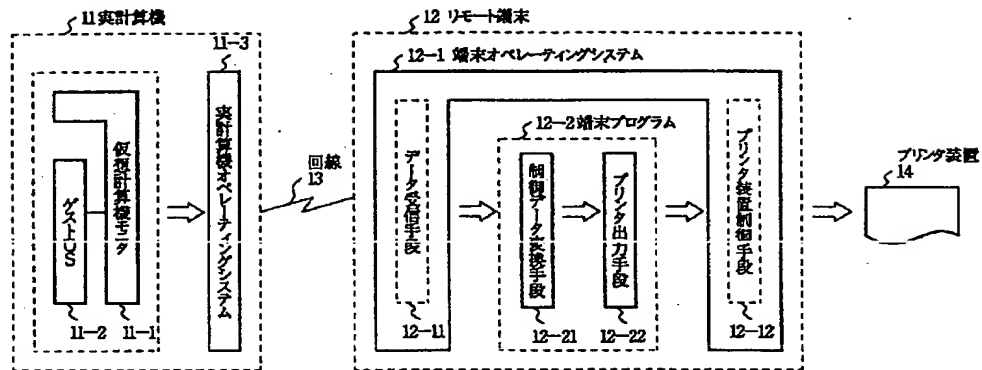 11 実計算機
11-3
実計算機オペレーティングシステム
仮想計算機モニタ
ゲストOS
11-2
11-1
回線
13
12 リモート端末
12-1 端末オペレーティングシステム
データ受信手段
12-11
12-2 端末プログラム
制御データ変換手段
12-21
プリンタ出力手段
12-22
プリンタ装置制御手段
12-12
プリンタ装置
14